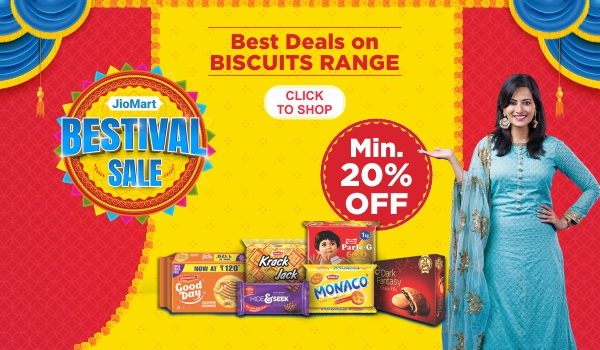 Best Deals on
BISCUITS RANGE
CLICK
TO SHOP
JioMart
BESTIVAL
SALE
Min.
20%
OFF
NOW AT ₹120
Good
Day
Krack
Jack
HIDE & SEEK
Parle-G
1kg
MONACO
Dark
Fantasy